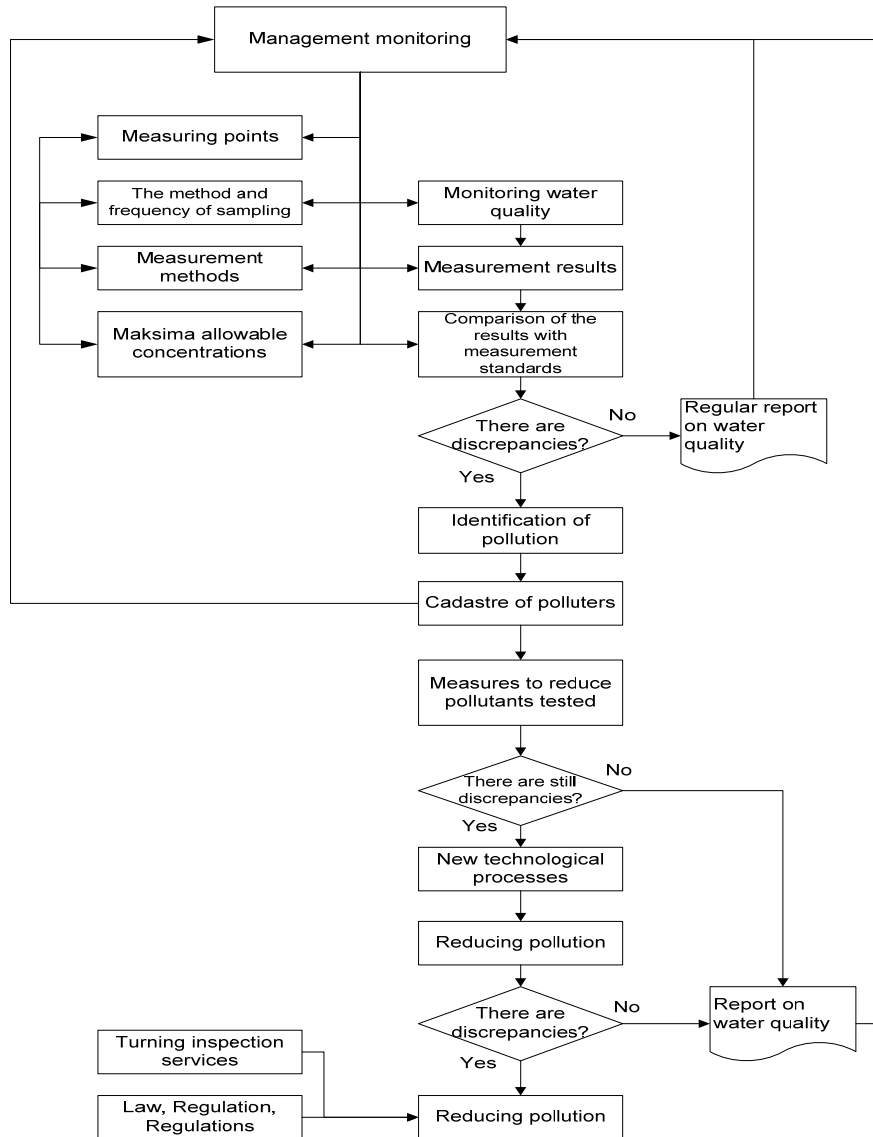 Management monitoring
Measuring points
The method and
frequency of sampling
Monitoring water
quality
Measurement
methods
Measurement results
Maksima allowable
concentrations
Comparison of the
results with
measurement
standards
There are
discrepancies?
No
Regular report
on water
quality
Yes
Identification of
pollution
Cadastre of polluters
Measures to reduce
pollutants tested
There are still
discrepancies?
No
Yes
New technological
processes
Reducing pollution
There are
discrepancies?
No
Report on
water quality
Yes
Turning inspection
services
Law, Regulation,
Regulations
Reducing pollution